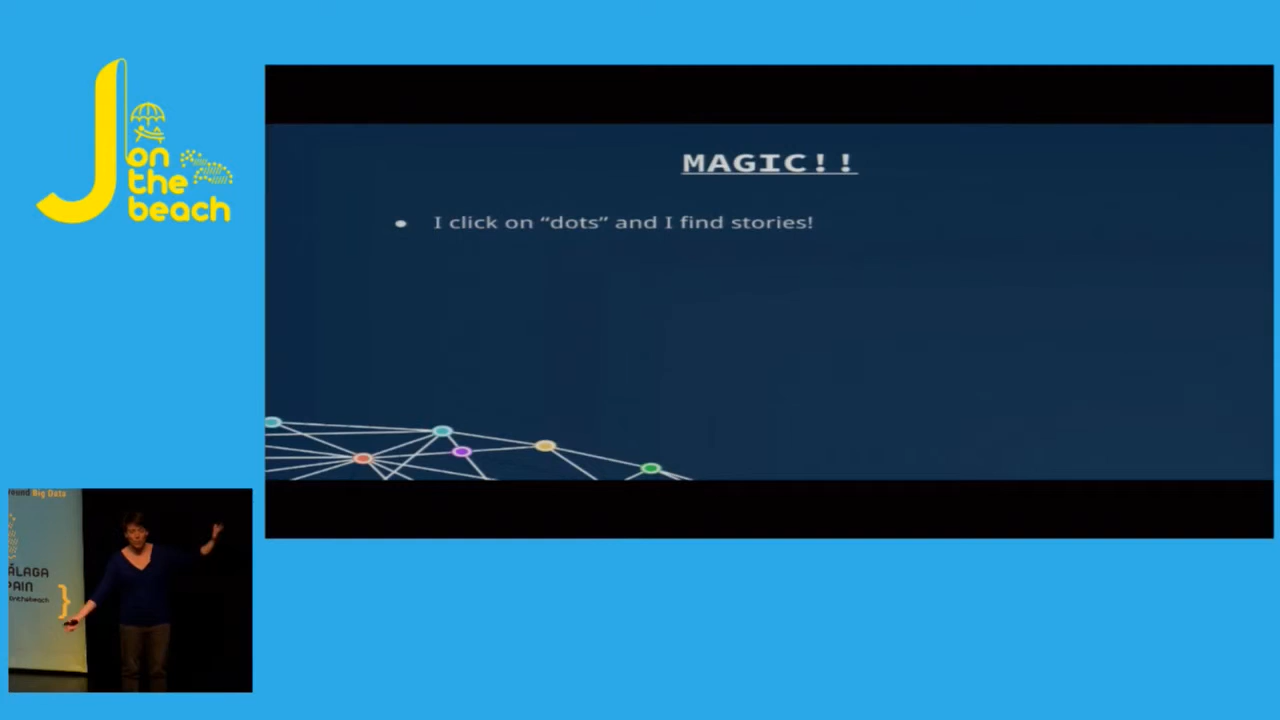 J on
the
beach
MAGIC!!
• I click on “dots” and I find stories!
Big Data
ÁLAGA
PAIN
}